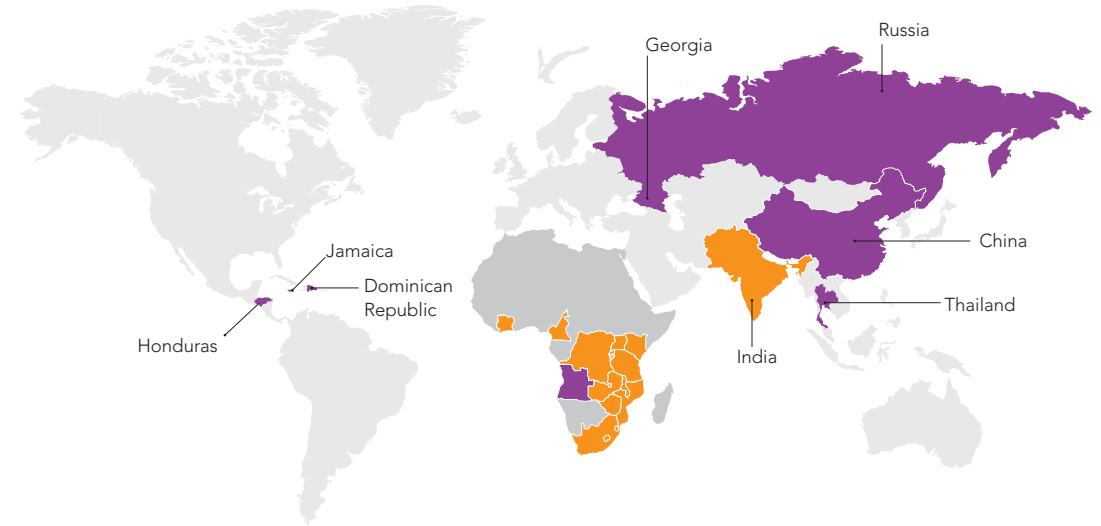 Russia
Georgia
China
Jamaica
Dominican
Republic
Thailand
Honduras
India